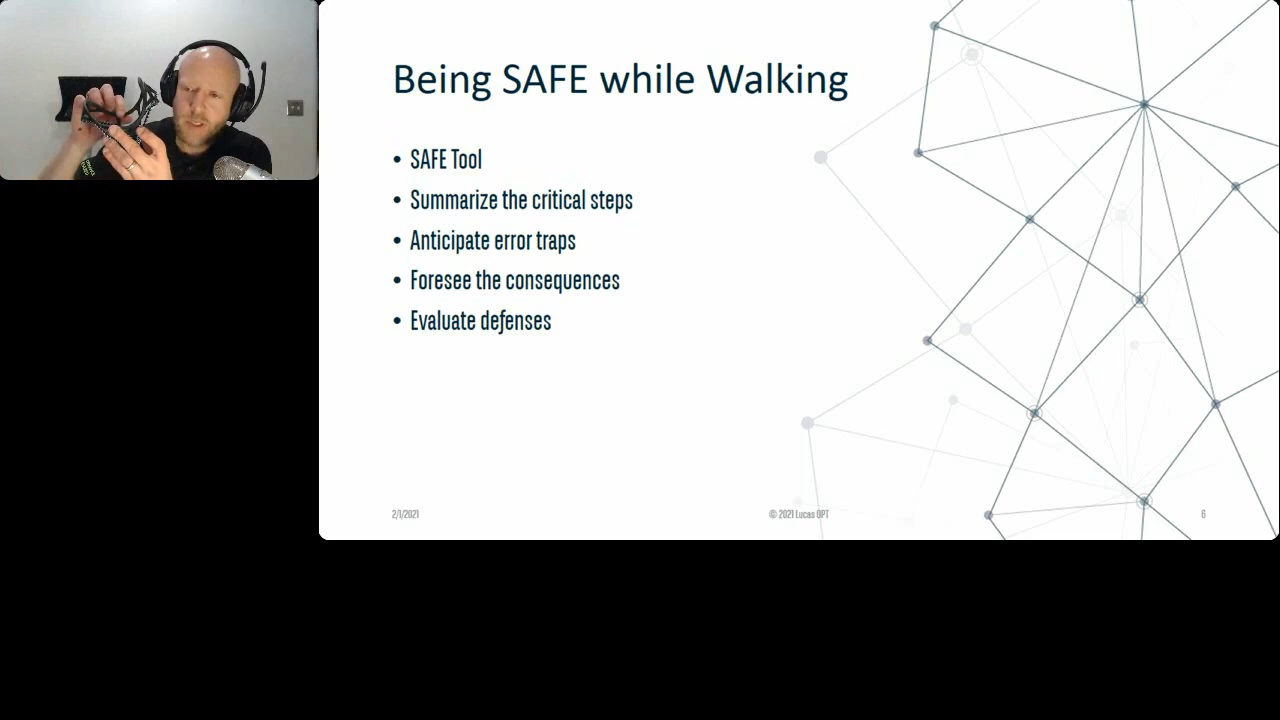 Being SAFE while Walking
• SAFE Tool
• Summarize the critical steps
• Anticipate error traps
• Foresee the consequences
• Evaluate defenses
2/1/2021
© 2021 Lucas OPT
6